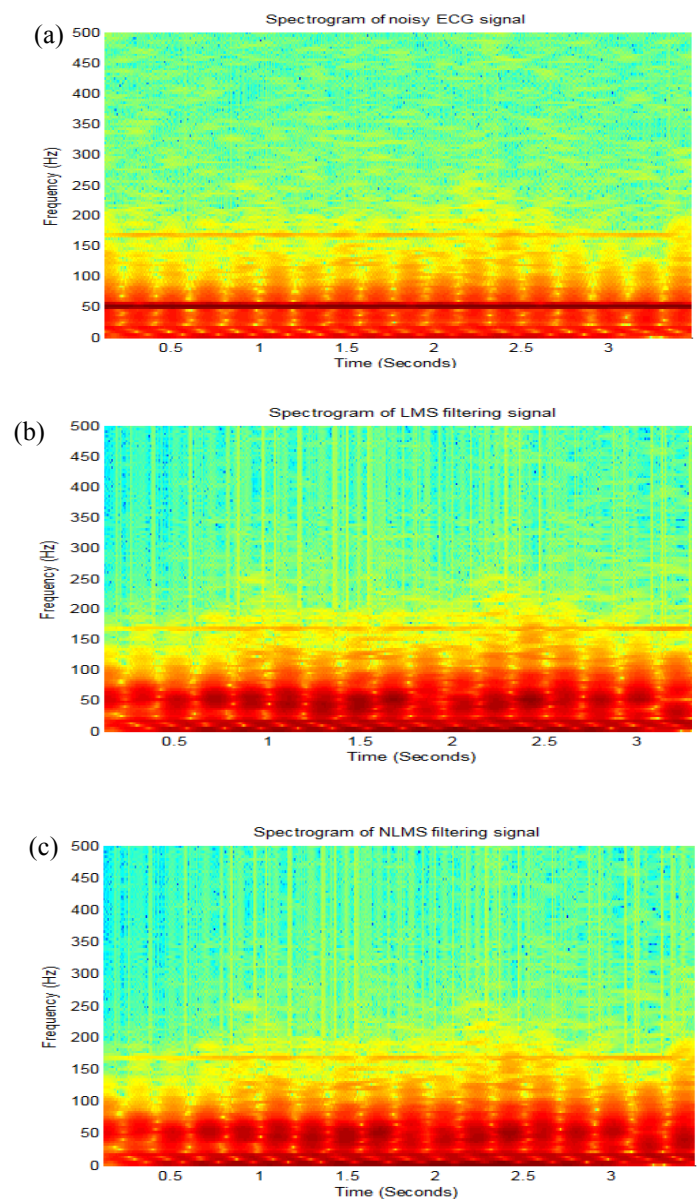 (a)
Spectrogram of noisy ECG signal
Frequency (Hz)
500
450
400
350
300
250
200
150
100
50
0
0.5 1 1.5 2 2.5 3
Time (Seconds)
(b)
Spectrogram of LMS filtering signal
Frequency (Hz)
500
450
400
350
300
250
200
150
100
50
0
0.5 1 1.5 2 2.5 3
Time (Seconds)
(c)
Spectrogram of NLMS filtering signal
Frequency (Hz)
500
450
400
350
300
250
200
150
100
50
0
0.5 1 1.5 2 2.5 3
Time (Seconds)